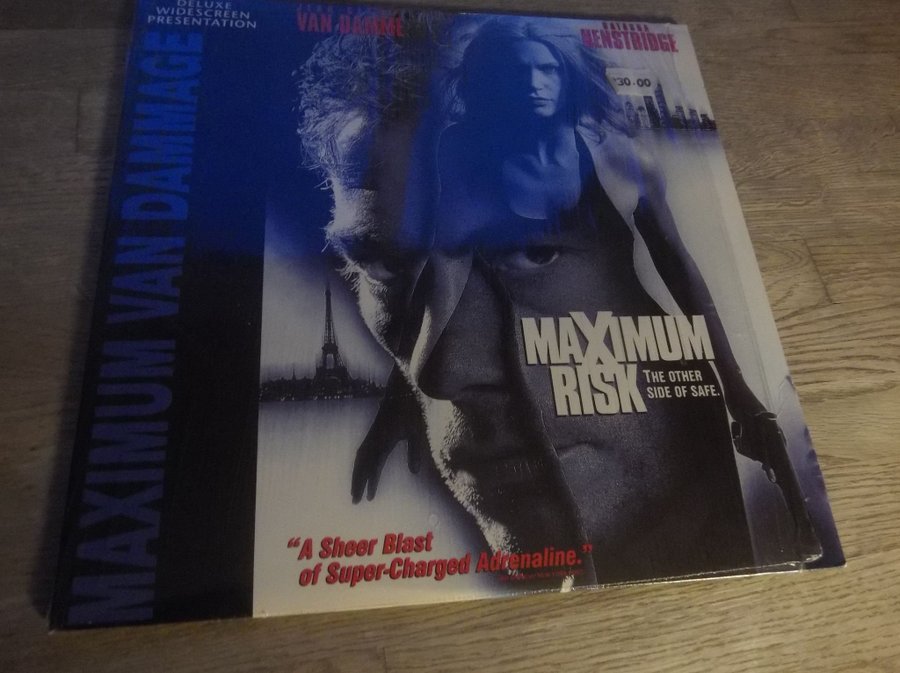 DELUXE
WIDESCREEN
PRESENTATION
VAN DAMME
NATASHA
HENSTRIDGE
30.00
MAXIMUM VAN DAMMAGE
MAXIMUM
RISK
THE OTHER
SIDE OF SAFE.
"A Sheer Blast
of Super-Charged Adrenaline."